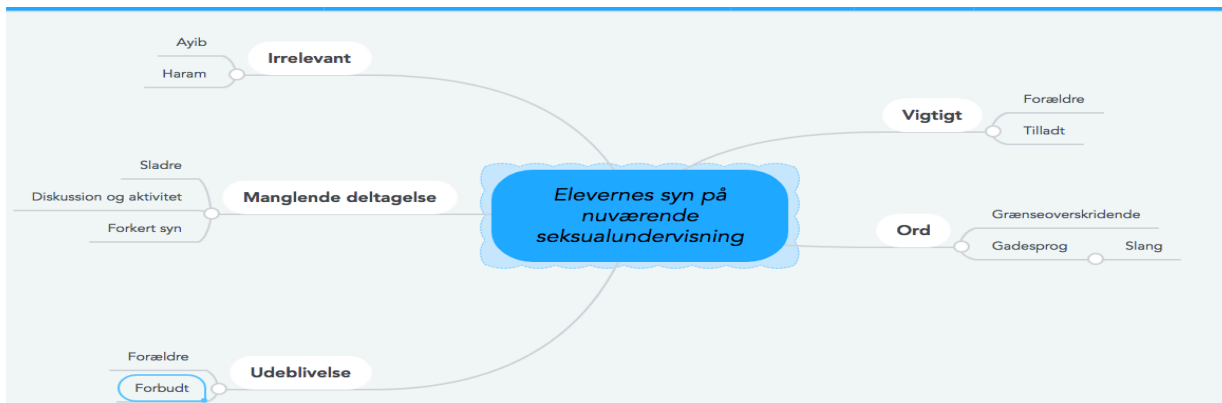 Elevernes syn på
nuværende
seksualundervisning
Irrelevant
Ayib
Haram
Manglende deltagelse
Sladre
Diskussion og aktivitet
Forkert syn
Udeblivelse
Forældre
Forbudt
Vigtigt
Forældre
Tilladt
Ord
Grænseoverskridende
Gadesprog
Slang